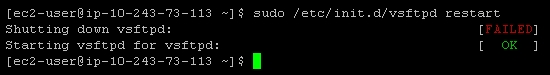 [ec2-user@ip-10-243-73-113 ~]$ sudo /etc/init.d/vsftpd restart
Shutting down vsftpd: [FAILED]
Starting vsftpd for vsftpd: [ OK ]
[ec2-user@ip-10-243-73-113 ~]$